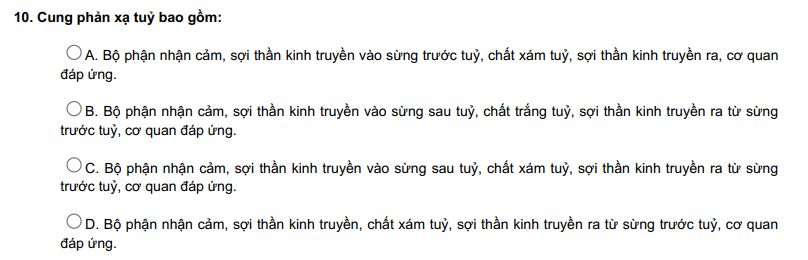 10. Cung phản xạ tuỷ bao gồm:
A. Bộ phận nhận cảm, sợi thần kinh truyền vào sừng trước tuỷ, chất xám tuỷ, sợi thần kinh truyền ra, cơ quan
đáp ứng.
B. Bộ phận nhận cảm, sợi thần kinh truyền vào sừng sau tuỷ, chất trắng tuỷ, sợi thần kinh truyền ra từ sừng
trước tuỷ, cơ quan đáp ứng.
C. Bộ phận nhận cảm, sợi thần kinh truyền vào sừng sau tuỷ, chất xám tuỷ, sợi thần kinh truyền ra từ sừng
trước tuỷ, cơ quan đáp ứng.
D. Bộ phận nhận cảm, sợi thần kinh truyền, chất xám tuỷ, sợi thần kinh truyền ra từ sừng trước tuỷ, cơ quan
đáp ứng.